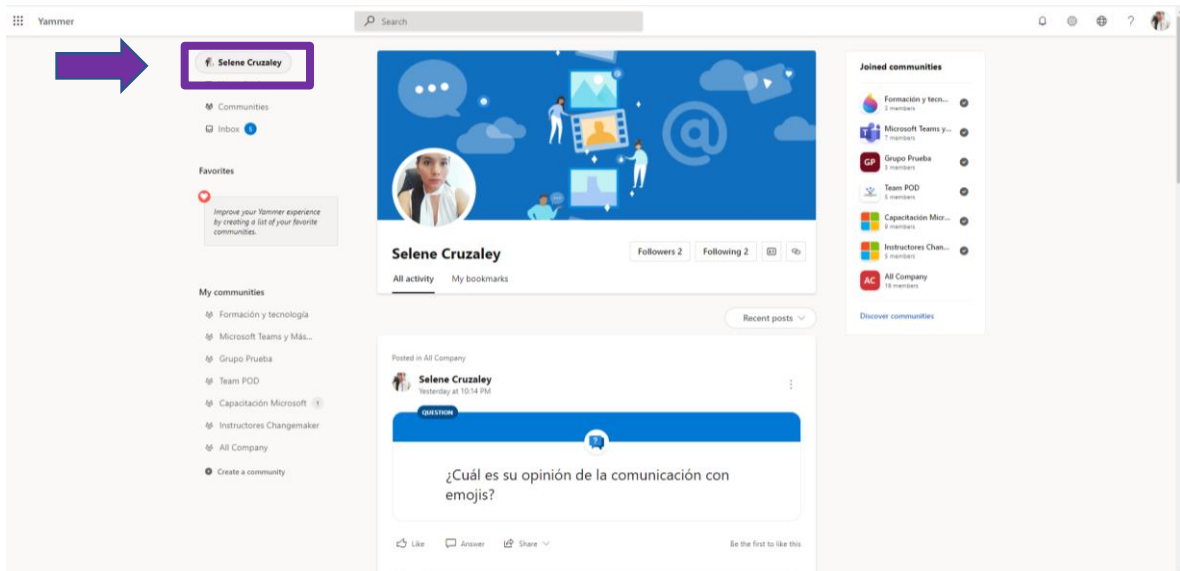 Yammer
Search
Selene Cruzaley
Communities
Inbox 5
Favorites
Improve your Yammer experience
by creating a list of your favorite
communities.
My communities
Formación y tecnología
Microsoft Teams y Más...
Grupo Prueba
Team POD
Capacitación Microsoft 1
Instructores Changemaker
All Company
Create a community
Selene Cruzaley
Followers 2
Following 2
All activity
My bookmarks
Recent posts
Posted in All Company
Selene Cruzaley
Yesterday at 10:14 PM
QUESTION
¿Cuál es su opinión de la comunicación con
emojis?
Like
Answer
Share
Be the first to like this
Joined communities
Formación y tecn...
3 members
Microsoft Teams y...
7 members
GP
Grupo Prueba
3 members
Team POD
5 members
Capacitación Micr...
9 members
Instructores Chan...
5 members
AC
All Company
18 members
Discover communities